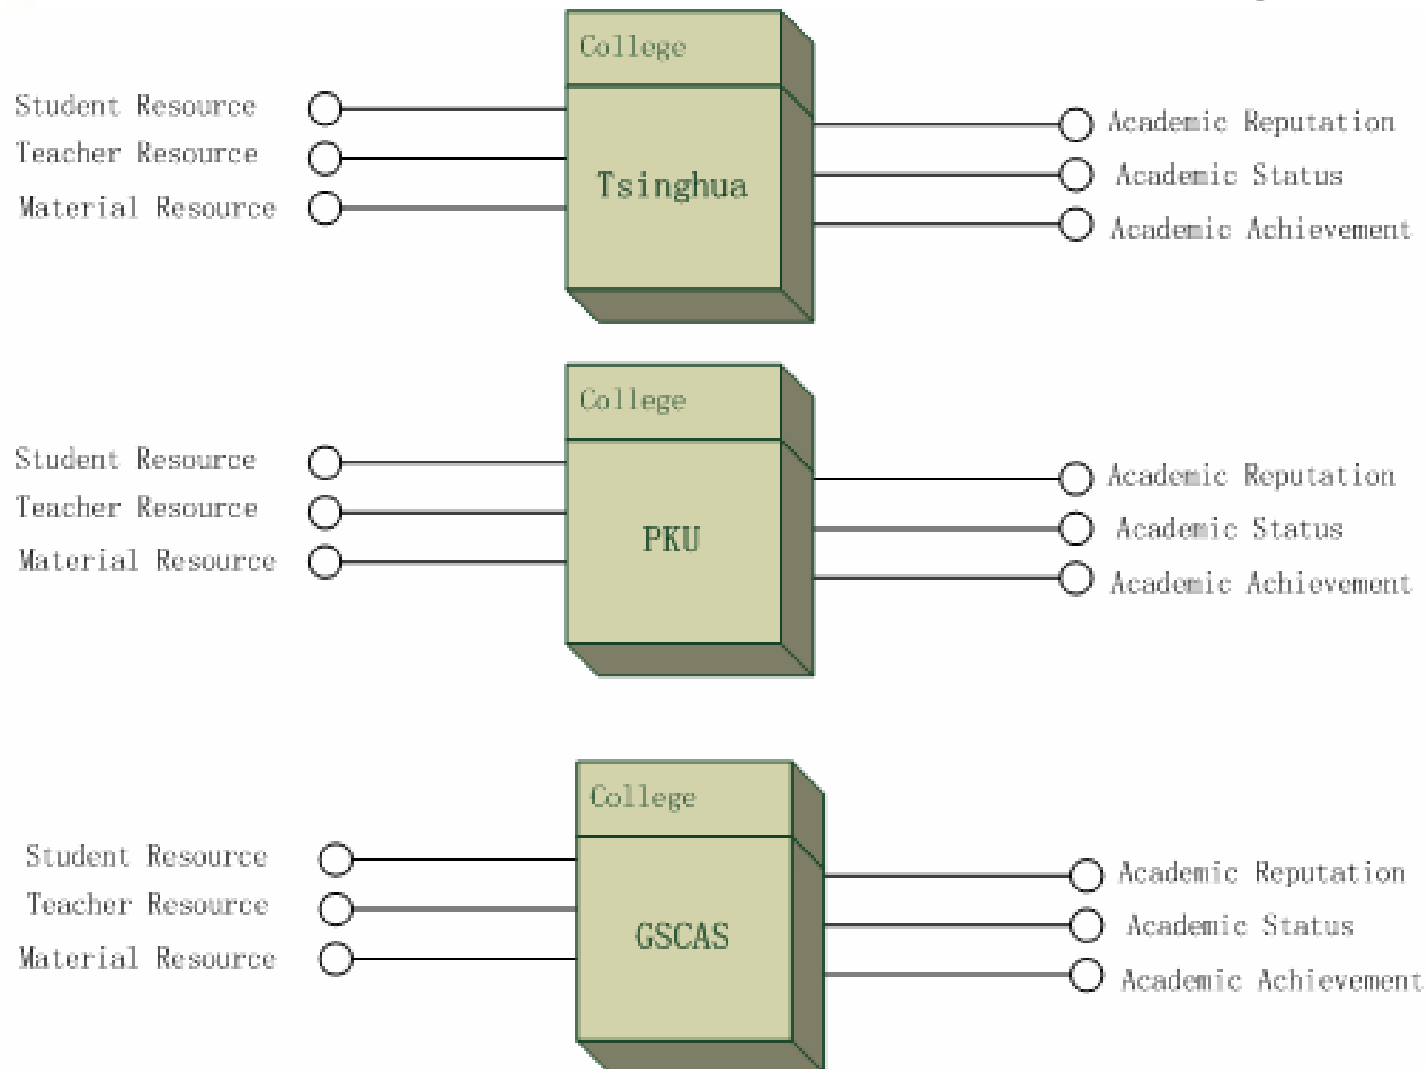 College
Student Resource
Teacher Resource
Material Resource
Tsinghua
Academic Reputation
Academic Status
Academic Achievement
College
Student Resource
Teacher Resource
Material Resource
PKU
Academic Reputation
Academic Status
Academic Achievement
College
Student Resource
Teacher Resource
Material Resource
GSCAS
Academic Reputation
Academic Status
Academic Achievement